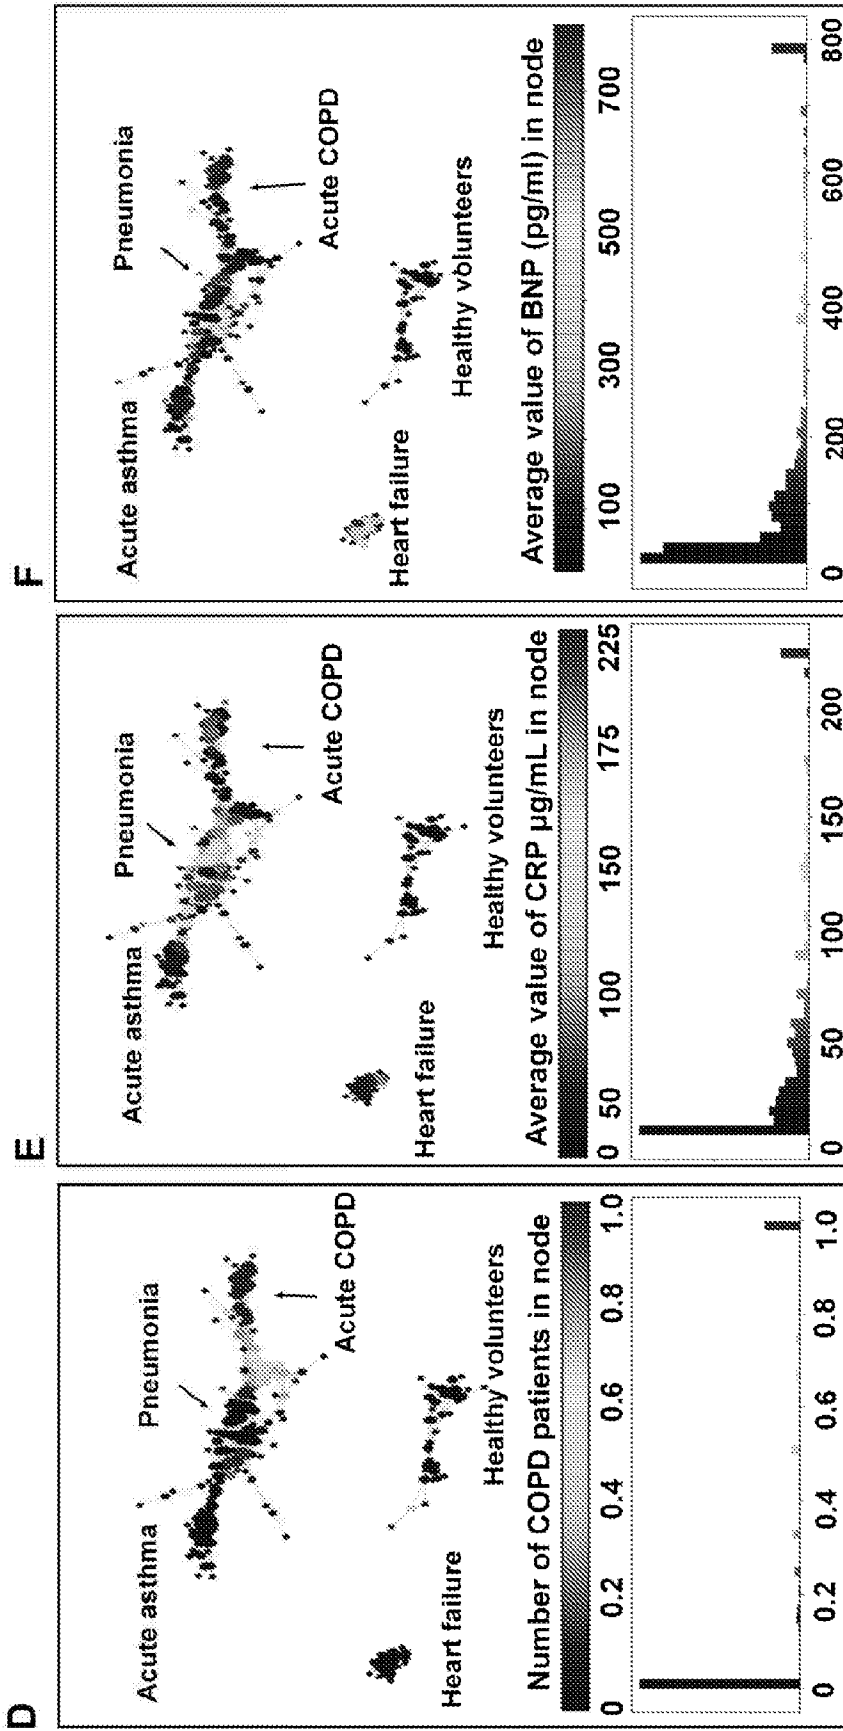 D
Acute asthma
Pneumonia
Acute COPD
Heart failure
Healthy volunteers
Number of COPD patients in node
0 0.2 0.4 0.6 0.8 1.0
0 0.2 0.4 0.6 0.8 1.0
E
Acute asthma
Pneumonia
Acute COPD
Heart failure
Healthy volunteers
Average value of CRP µg/mL in node
0 50 100 150 175 225
0 50 100 150 200
F
Acute asthma
Pneumonia
Acute COPD
Heart failure
Healthy volunteers
Average value of BNP (pg/ml) in node
100 300 500 700
0 200 400 600 800